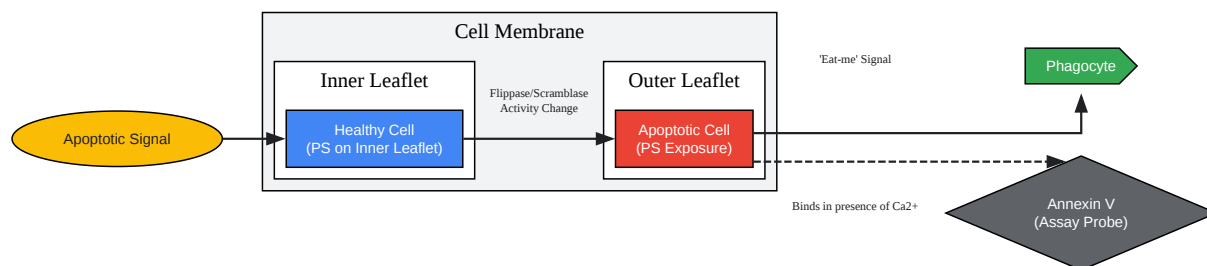 Cell Membrane
Inner Leaflet
Outer Leaflet
Apoptotic Signal
Healthy Cell
(PS on Inner Leaflet)
Flippase/Scramblase
Activity Change
Apoptotic Cell
(PS Exposure)
'Eat-me' Signal
Phagocyte
Binds in presence of Ca2+
Annexin V
(Assay Probe)